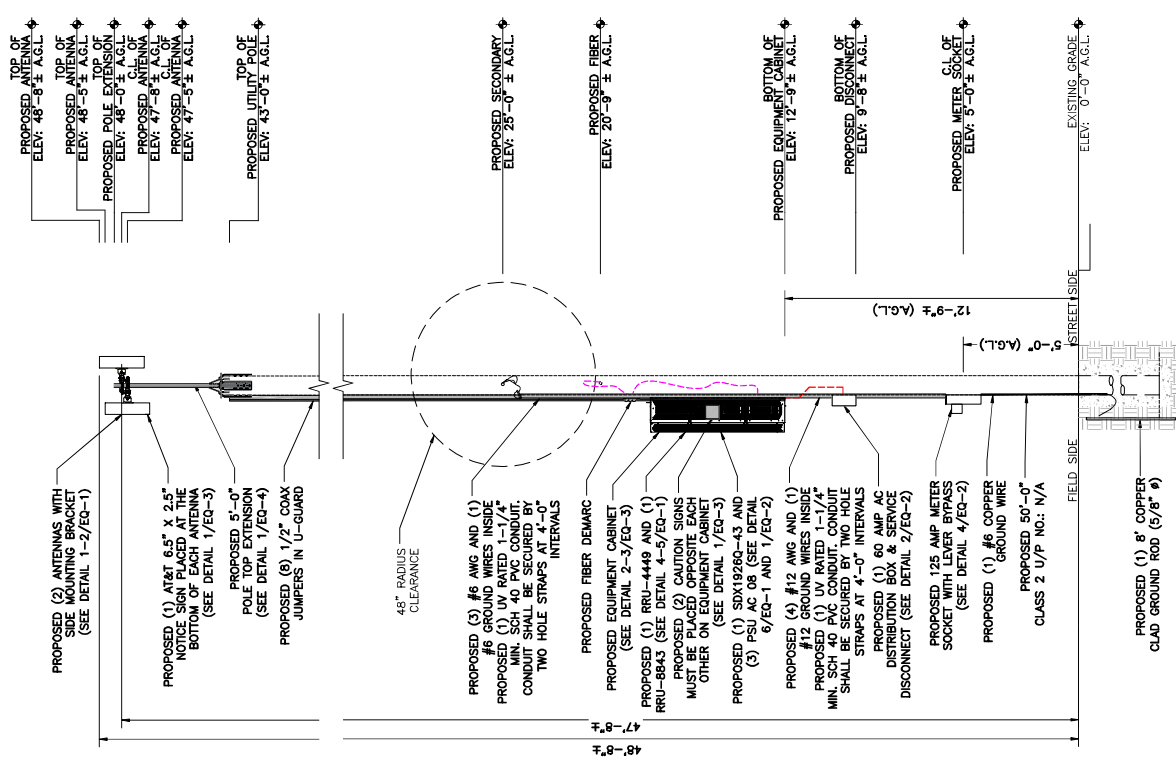 TOP OF
PROPOSED ANTENNA
ELEV: 48'-8"± A.G.L.
TOP OF
PROPOSED ANTENNA
ELEV: 48'-5"± A.G.L.
TOP OF
PROPOSED POLE EXTENSION
ELEV: 48'-0"± A.G.L.
C.L. OF
PROPOSED ANTENNA
ELEV: 47'-8"± A.G.L.
C.L. OF
PROPOSED ANTENNA
ELEV: 47'-5"± A.G.L.
TOP OF
PROPOSED UTILITY POLE
ELEV: 43'-0"± A.G.L.
PROPOSED SECONDARY
ELEV: 25'-0" ± A.G.L.
PROPOSED FIBER
ELEV: 20'-9" ± A.G.L.
BOTTOM OF
PROPOSED EQUIPMENT CABINET
ELEV: 12'-9"± A.G.L.
BOTTOM OF
PROPOSED DISCONNECT
ELEV: 9'-8"± A.G.L.
C.L OF
PROPOSED METER SOCKET
ELEV: 5'-0"± A.G.L.
EXISTING GRADE
ELEV: 0'-0" A.G.L.
12'-9"± (A.G.L.)
5'-0" (A.G.L.)
STREET SIDE
FIELD SIDE
PROPOSED (2) ANTENNAS WITH
SIDE MOUNTING BRACKET
(SEE DETAIL 1-2/EQ-1)
PROPOSED (1) AT&T 6.5" X 2.5"
NOTICE SIGN PLACED AT THE
BOTTOM OF EACH ANTENNA
(SEE DETAIL 1/EQ-3)
PROPOSED 5'-0"
POLE TOP EXTENSION
(SEE DETAIL 1/EQ-4)
PROPOSED (8) 1/2" COAX
JUMPERS IN U-GUARD
48" RADIUS
CLEARANCE
PROPOSED (3) #6 AWG AND (1)
#6 GROUND WIRES INSIDE
PROPOSED (1) UV RATED 1-1/4"
MIN. SCH 40 PVC CONDUIT.
CONDUIT SHALL BE SECURED BY
TWO HOLE STRAPS AT 4'-0"
INTERVALS
PROPOSED FIBER DEMARC
PROPOSED EQUIPMENT CABINET
(SEE DETAIL 2-3/EQ-3)
PROPOSED (1) RRU-4449 AND (1)
RRU-8843 (SEE DETAIL 4-5/EQ-1)
PROPOSED (2) CAUTION SIGNS
MUST BE PLACED OPPOSITE EACH
OTHER ON EQUIPMENT CABINET
(SEE DETAIL 1/EQ-3)
PROPOSED (1) SDX1926Q-43 AND
(3) PSU AC 08 (SEE DETAIL
6/EQ-1 AND 1/EQ-2)
PROPOSED (4) #12 AWG AND (1)
#12 GROUND WIRES INSIDE
PROPOSED (1) UV RATED 1-1/4"
MIN. SCH 40 PVC CONDUIT. CONDUIT
SHALL BE SECURED BY TWO HOLE
STRAPS AT 4'-0" INTERVALS
PROPOSED (1) 60 AMP AC
DISTRIBUTION BOX & SERVICE
DISCONNECT (SEE DETAIL 2/EQ-2)
PROPOSED 125 AMP METER
SOCKET WITH LEVER BYPASS
(SEE DETAIL 4/EQ-2)
PROPOSED (1) #6 COPPER
GROUND WIRE
PROPOSED 50'-0"
CLASS 2 U/P NO.: N/A
PROPOSED (1) 8' COPPER
CLAD GROUND ROD (5/8" Ø)
47'-8"±
48'-8"±